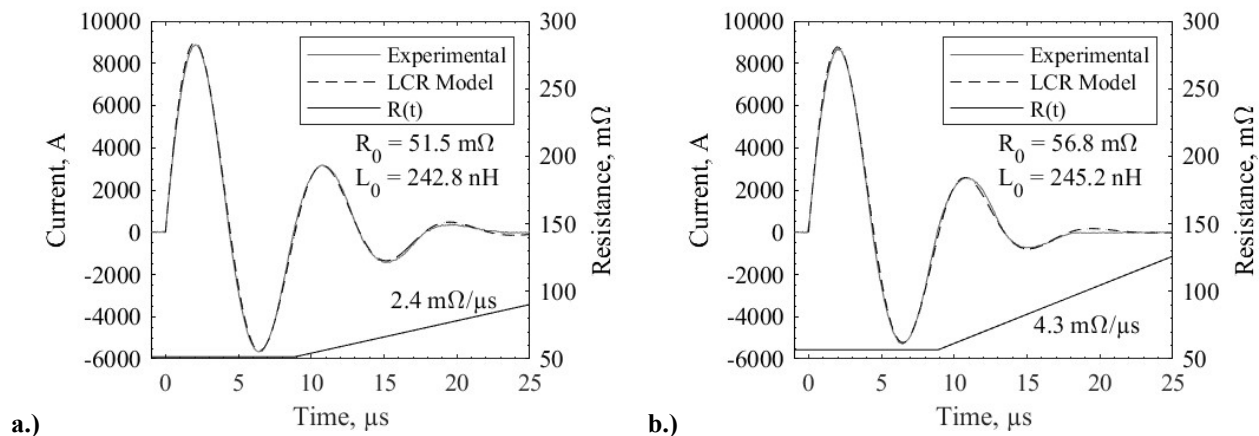 10000
8000
6000
4000
2000
0
-2000
-4000
-6000
Current, A
300
250
200
150
100
50
Resistance, mΩ
Experimental
LCR Model
R(t)
R₀ = 51.5 mΩ
L₀ = 242.8 nH
2.4 mΩ/μs
0 5 10 15 20 25
Time, μs
a.)
10000
8000
6000
4000
2000
0
-2000
-4000
-6000
Current, A
300
250
200
150
100
50
Resistance, mΩ
Experimental
LCR Model
R(t)
R₀ = 56.8 mΩ
L₀ = 245.2 nH
4.3 mΩ/μs
0 5 10 15 20 25
Time, μs
b.)